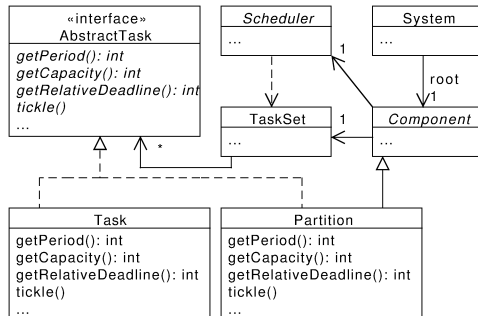 «interface»
AbstractTask
getPeriod(): int
getCapacity(): int
getRelativeDeadline(): int
tickle()
...
Scheduler
...
System
...
1
root
1
TaskSet
...
1
Component
...
*
Task
getPeriod(): int
getCapacity(): int
getRelativeDeadline(): int
tickle()
...
Partition
getPeriod(): int
getCapacity(): int
getRelativeDeadline(): int
tickle()
...